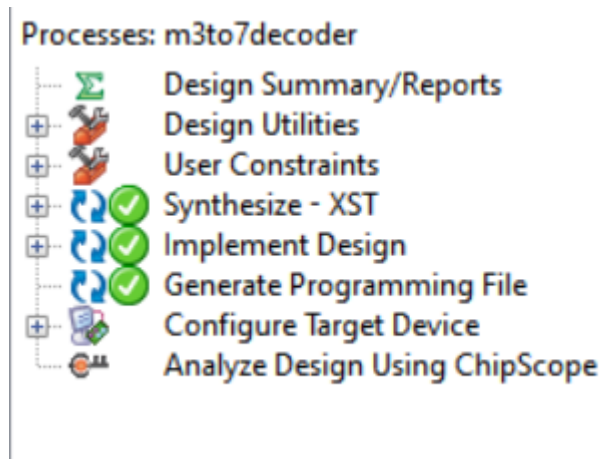 Processes: m3to7decoder
Design Summary/Reports
Design Utilities
User Constraints
Synthesize - XST
Implement Design
Generate Programming File
Configure Target Device
Analyze Design Using ChipScope